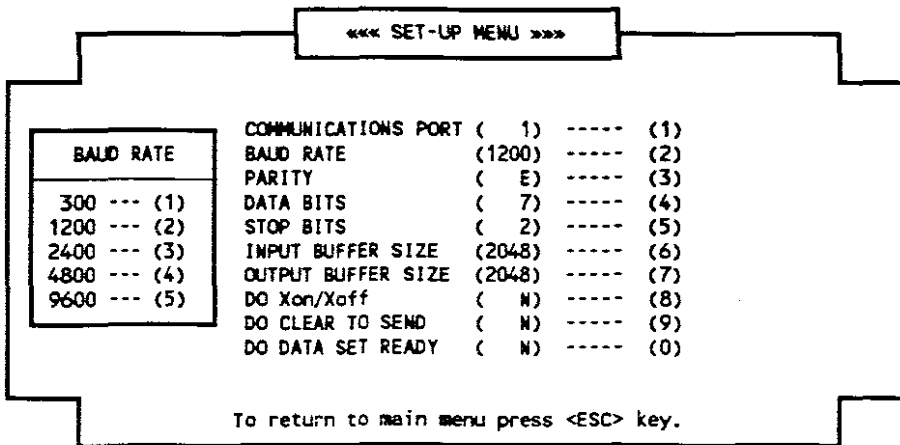 ««« SET-UP MENU »»»
COMMUNICATIONS PORT ( 1) ----- (1)
BAUD RATE (1200) ----- (2)
PARITY ( E) ----- (3)
DATA BITS ( 7) ----- (4)
STOP BITS ( 2) ----- (5)
INPUT BUFFER SIZE (2048) ----- (6)
OUTPUT BUFFER SIZE (2048) ----- (7)
DO Xon/Xoff ( N) ----- (8)
DO CLEAR TO SEND ( N) ----- (9)
DO DATA SET READY ( N) ----- (0)
BAUD RATE
300 --- (1)
1200 --- (2)
2400 --- (3)
4800 --- (4)
9600 --- (5)
To return to main menu press <ESC> key.